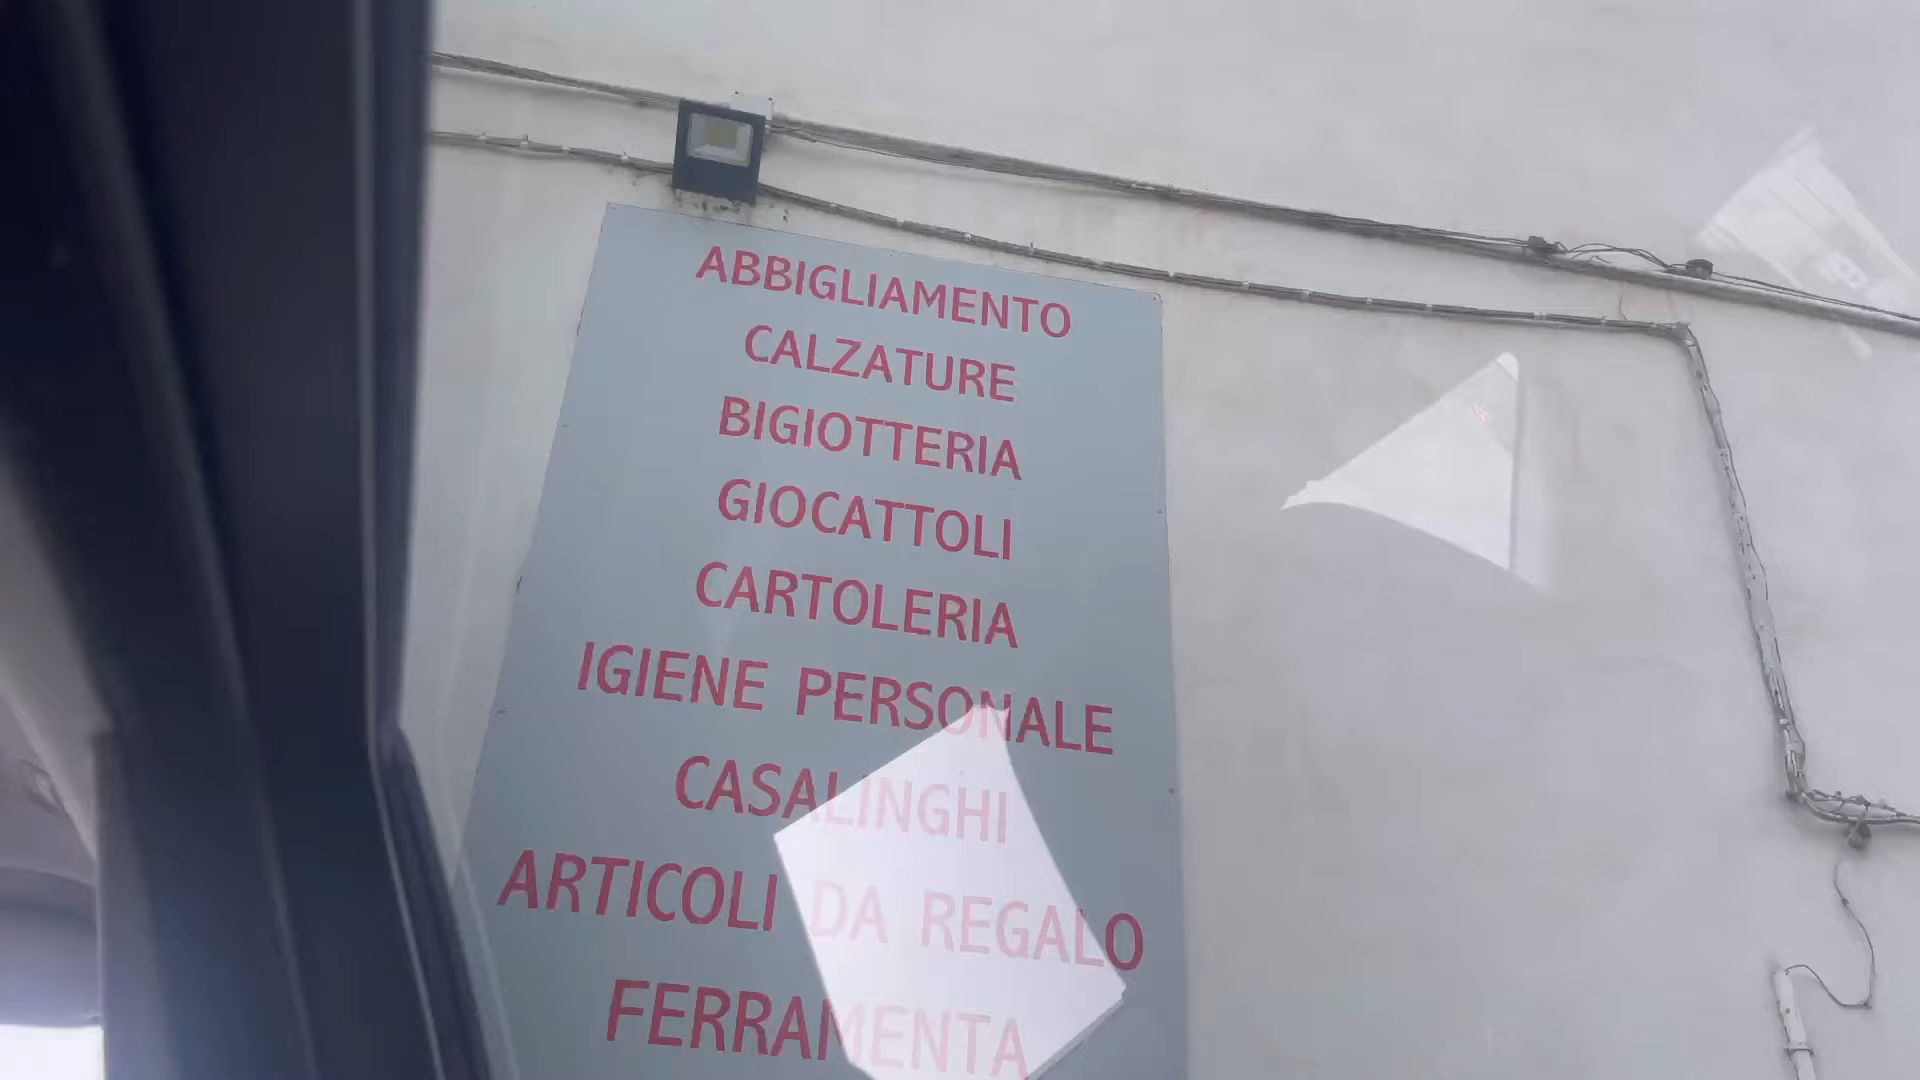 ABBIGLIAMENTO
CALZATURE
BIGIOTTERIA
GIOCATTOLI
CARTOLERIA
IGIENE PERSONALE
CASALINGHI
ARTICOLI DA REGALO
FERRAMENTA